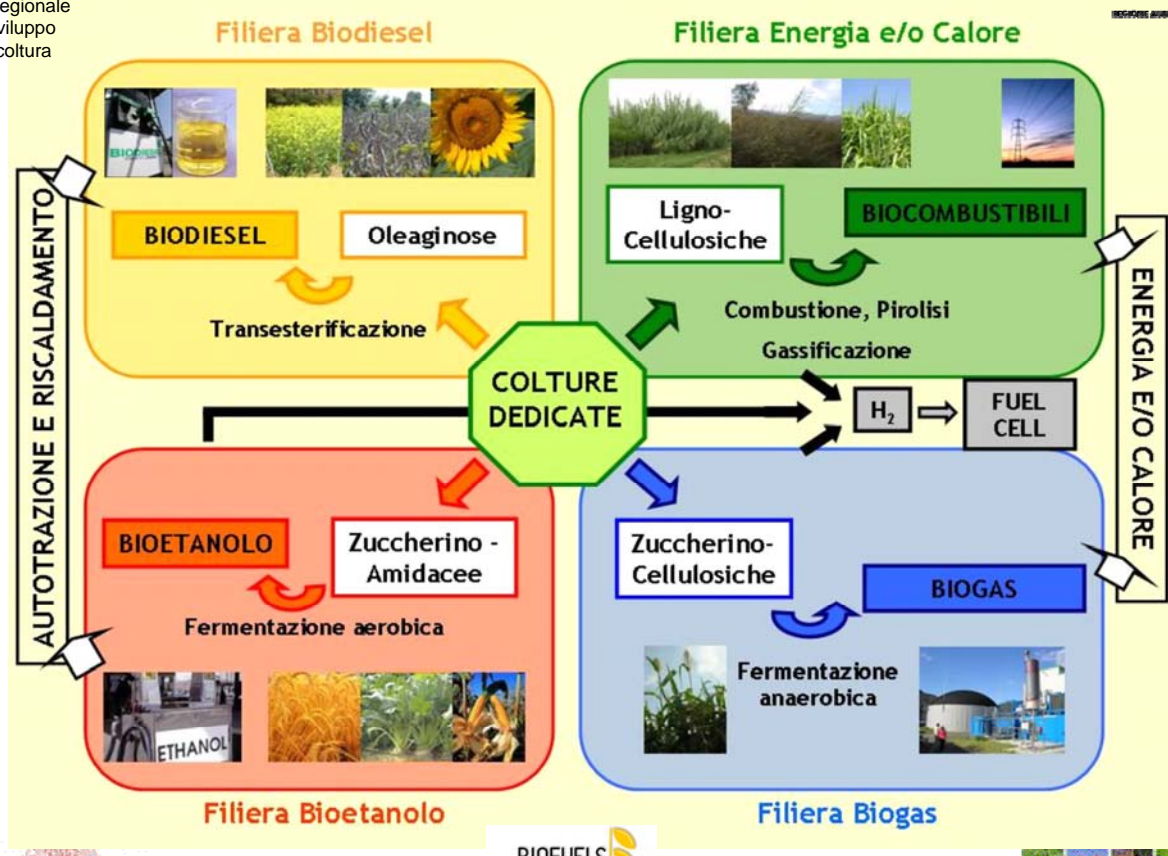 egionale
viluppo
coltura
Filiera Biodiesel
Filiera Energia e/o Calore
BIODIESEL
Oleaginose
Transesterificazione
Ligno-
Cellulosiche
BIOCOMBUSTIBILI
Combustione, Pirolisi
Gassificazione
AUTOTRAZIONE E RISCALDAMENTO
ENERGIA E/O CALORE
COLTURE
DEDICATE
H₂
FUEL
CELL
BIOETANOLO
Zuccherino -
Amidacee
Fermentazione aerobica
ETHANOL
Zuccherino-
Cellulosiche
BIOGAS
Fermentazione
anaerobica
Filiera Bioetanolo
Filiera Biogas
BIOFUELS